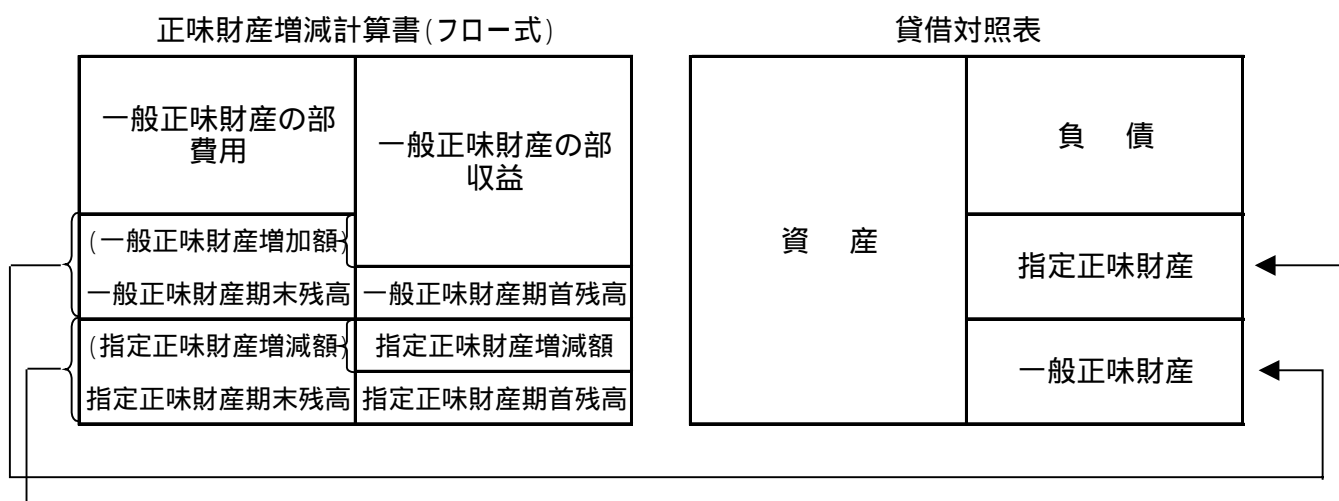 正味財産増減計算書(フロー式)
一般正味財産の部
費用
一般正味財産の部
収益
(一般正味財産増加額)
一般正味財産期末残高
一般正味財産期首残高
(指定正味財産増減額)
指定正味財産増減額
指定正味財産期末残高
指定正味財産期首残高
貸借対照表
資 産
負 債
指定正味財産
一般正味財産